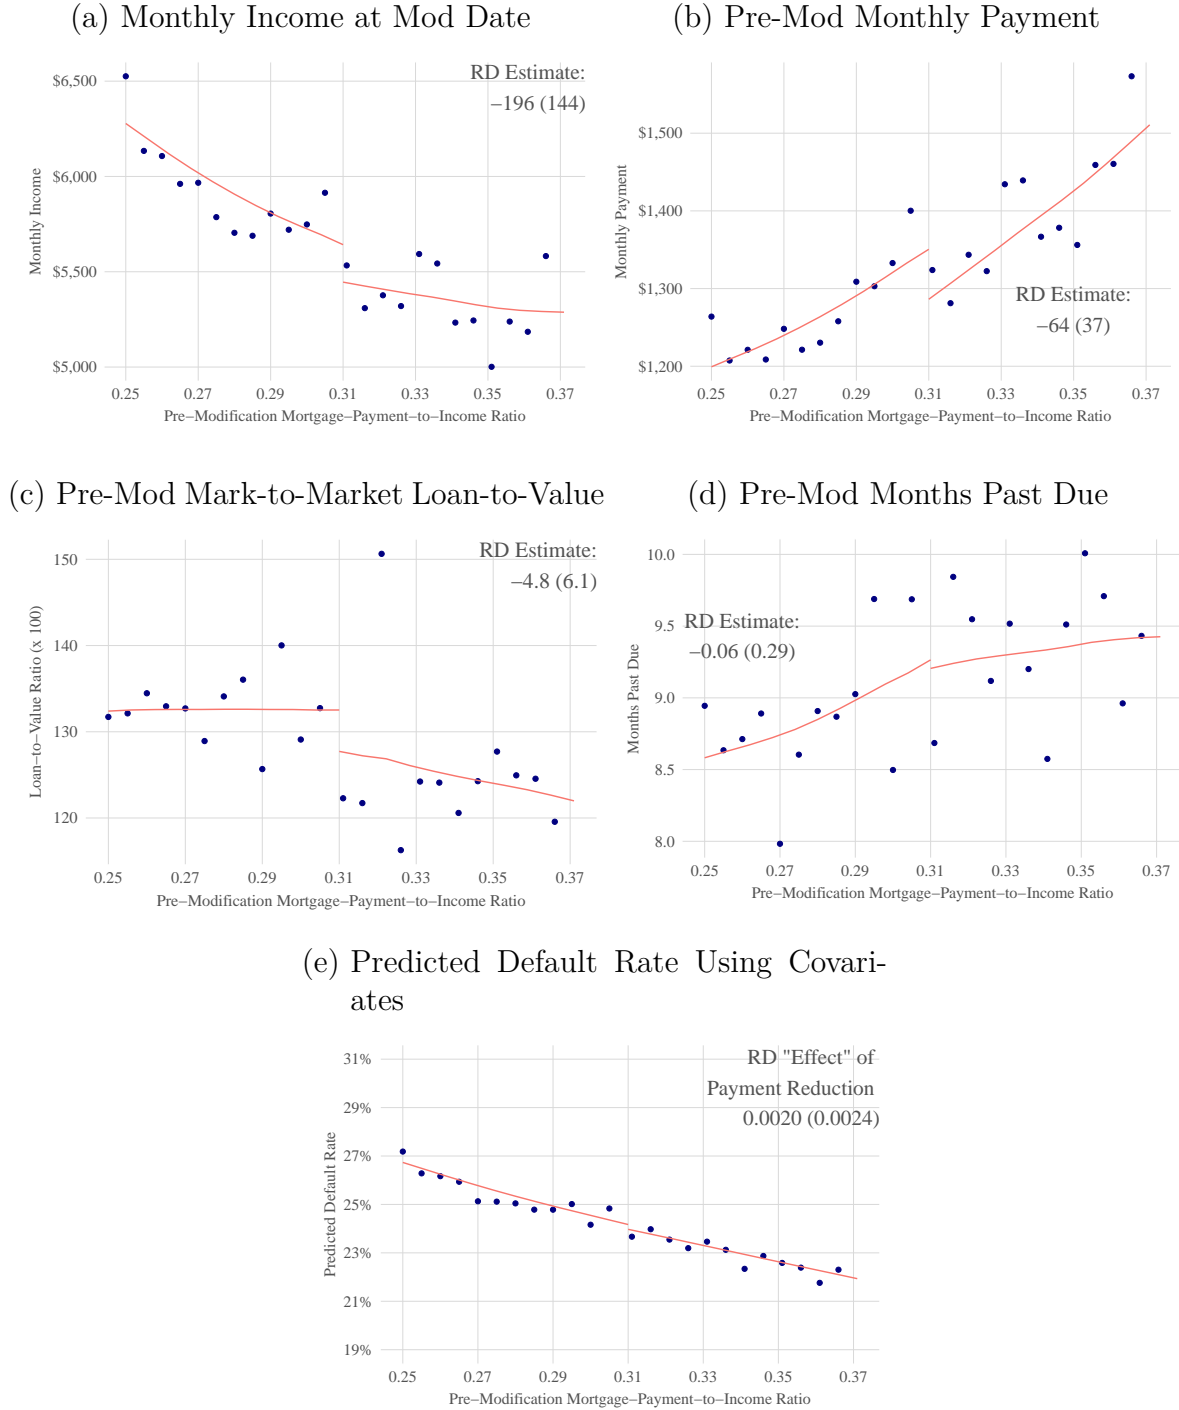 (a) Monthly Income at Mod Date
RD Estimate:
−196 (144)
$6,500
$6,000
$5,500
$5,000
Monthly Income
0.25 0.27 0.29 0.31 0.33 0.35 0.37
Pre−Modification Mortgage−Payment−to−Income Ratio
(b) Pre-Mod Monthly Payment
$1,500
$1,400
$1,300
$1,200
Monthly Payment
RD Estimate:
−64 (37)
0.25 0.27 0.29 0.31 0.33 0.35 0.37
Pre−Modification Mortgage−Payment−to−Income Ratio
(c) Pre-Mod Mark-to-Market Loan-to-Value
RD Estimate:
−4.8 (6.1)
150
140
130
120
Loan−to−Value Ratio (x 100)
0.25 0.27 0.29 0.31 0.33 0.35 0.37
Pre−Modification Mortgage−Payment−to−Income Ratio
(d) Pre-Mod Months Past Due
10.0
9.5
9.0
8.5
8.0
Months Past Due
RD Estimate:
−0.06 (0.29)
0.25 0.27 0.29 0.31 0.33 0.35 0.37
Pre−Modification Mortgage−Payment−to−Income Ratio
(e) Predicted Default Rate Using Covari-
ates
RD "Effect" of
Payment Reduction
0.0020 (0.0024)
31%
29%
27%
25%
23%
21%
19%
Predicted Default Rate
0.25 0.27 0.29 0.31 0.33 0.35 0.37
Pre−Modification Mortgage−Payment−to−Income Ratio